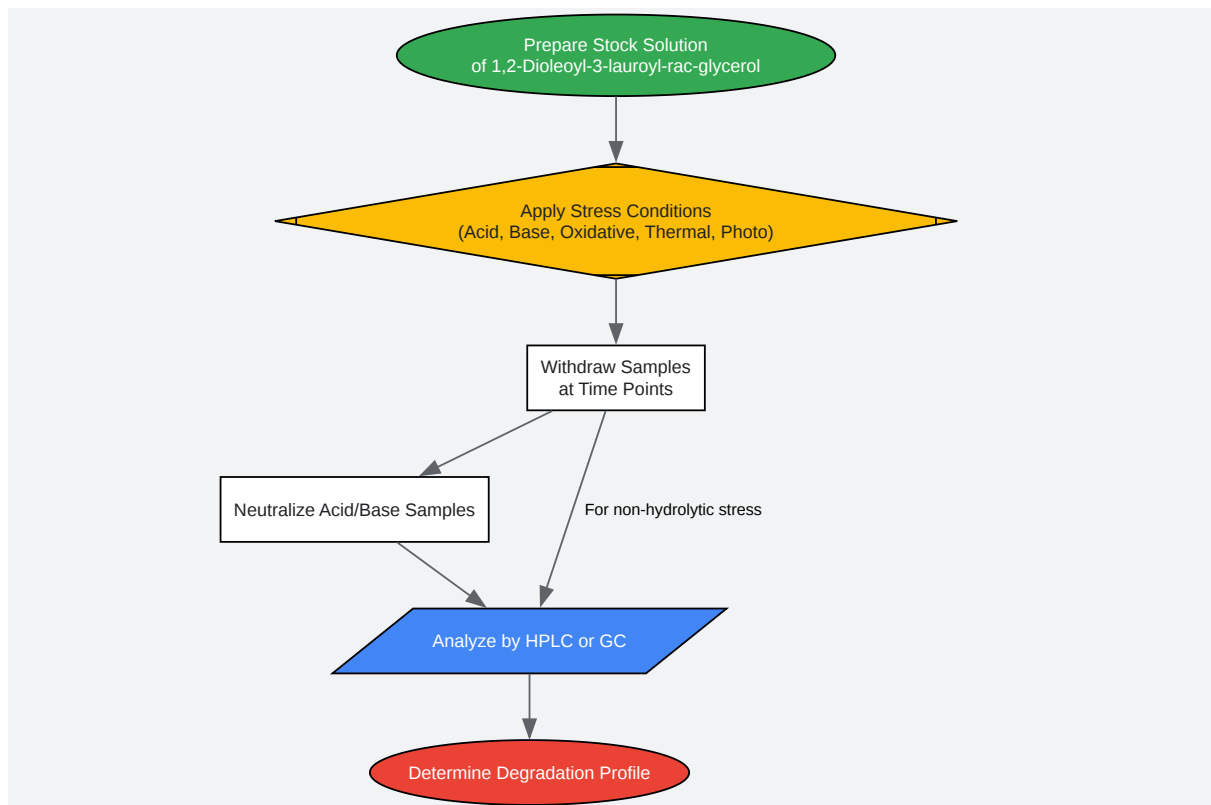 Prepare Stock Solution
of 1,2-Dioleoyl-3-lauroyl-rac-glycerol
Apply Stress Conditions
(Acid, Base, Oxidative, Thermal, Photo)
Withdraw Samples
at Time Points
Neutralize Acid/Base Samples
For non-hydrolytic stress
Analyze by HPLC or GC
Determine Degradation Profile